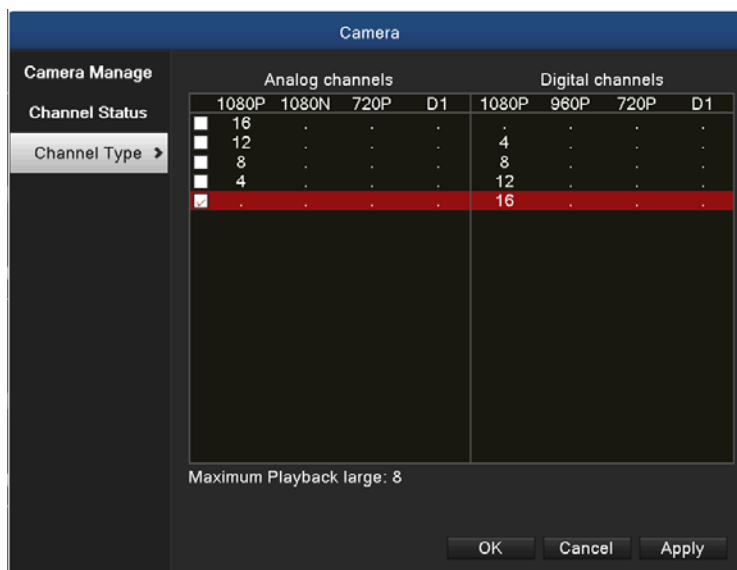 Camera
Camera Manage
Channel Status
Channel Type >
Analog channels Digital channels
1080P 1080N 720P D1 1080P 960P 720P D1
16 . . . . . . .
12 . . . 4 . . .
8 . . . 8 . . .
4 . . . 12 . . .
. . . . 16 . . .
Maximum Playback large: 8
OK Cancel Apply